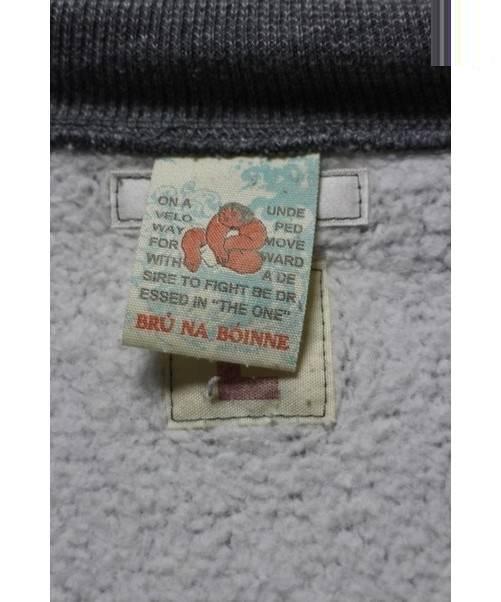 ON A UNDE
VELO PED
WAY MOVE
FOR WARD
WITH A DE
SIRE TO FIGHT BE DR
ESSED IN "THE ONE"
BRÚ NA BÓINNE
L